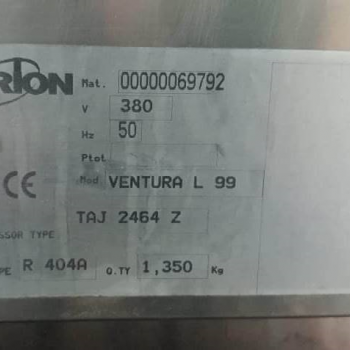 RION Mat. 00000069792
V 380
Hz 50
Ptot
CE Mod VENTURA L 99
TAJ 2464 Z
SSOR TYPE
PE R 404A Q.TY 1,350 Kg